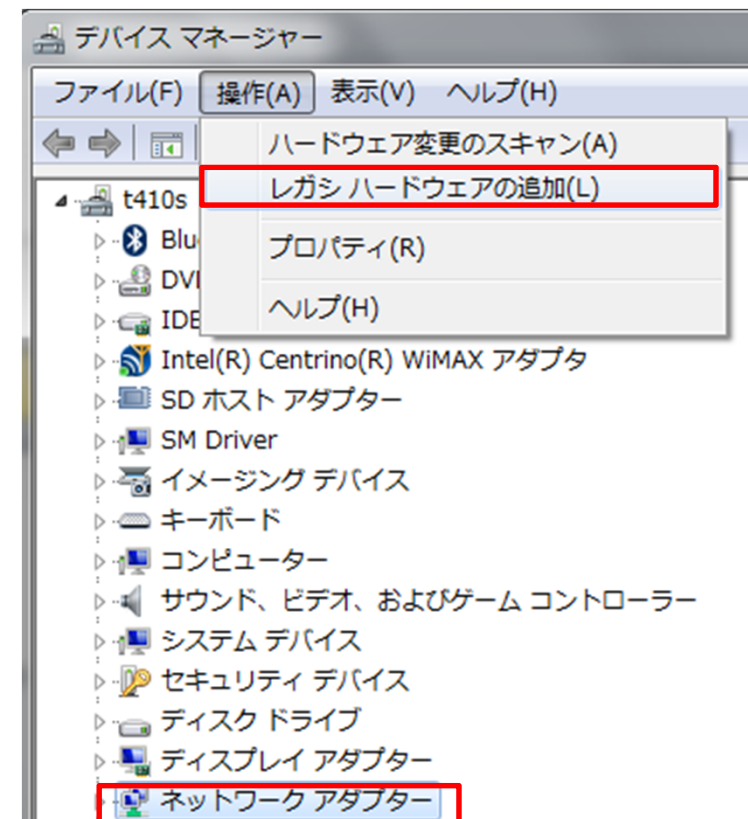 デバイス マネージャー
ファイル(F) 操作(A) 表示(V) ヘルプ(H)
ハードウェア変更のスキャン(A)
レガシ ハードウェアの追加(L)
プロパティ(R)
ヘルプ(H)
t410s
Blu
DV
IDE
Intel(R) Centrino(R) WiMAX アダプタ
SD ホスト アダプター
SM Driver
イメージング デバイス
キーボード
コンピューター
サウンド、ビデオ、およびゲーム コントローラー
システム デバイス
セキュリティ デバイス
ディスク ドライブ
ディスプレイ アダプター
ネットワーク アダプター